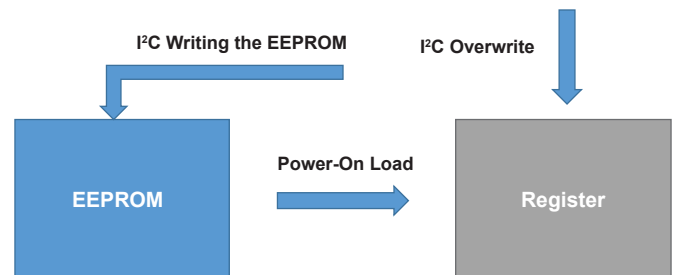 I²C Writing the EEPROM
I²C Overwrite
Power-On Load
EEPROM
Register